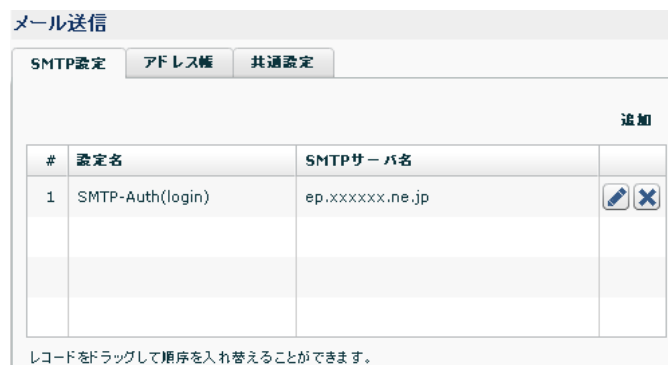 メール送信
SMTP設定 アドレス帳 共通設定
追加
# 設定名 SMTPサーバ名
1 SMTP-Auth(login) ep.xxxxxx.ne.jp
レコードをドラッグして順序を入れ替えることができます。